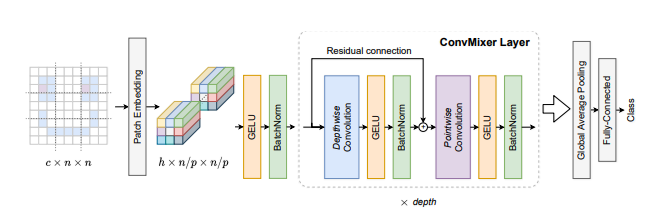 c × n × n
Patch Embedding
h × n/p × n/p
GELU
BatchNorm
ConvMixer Layer
Residual connection
Depthwise
Convolution
GELU
BatchNorm
+
Pointwise
Convolution
GELU
BatchNorm
× depth
Global Average Pooling
Fully-Connected
Class